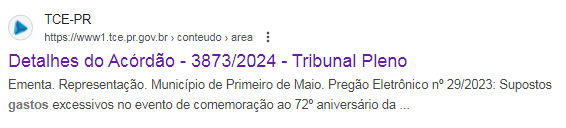 TCE-PR
https://www1.tce.pr.gov.br › conteudo › area
Detalhes do Acórdão - 3873/2024 - Tribunal Pleno
Ementa. Representação. Município de Primeiro de Maio. Pregão Eletrônico nº 29/2023: Supostos
gastos excessivos no evento de comemoração ao 72º aniversário da ...